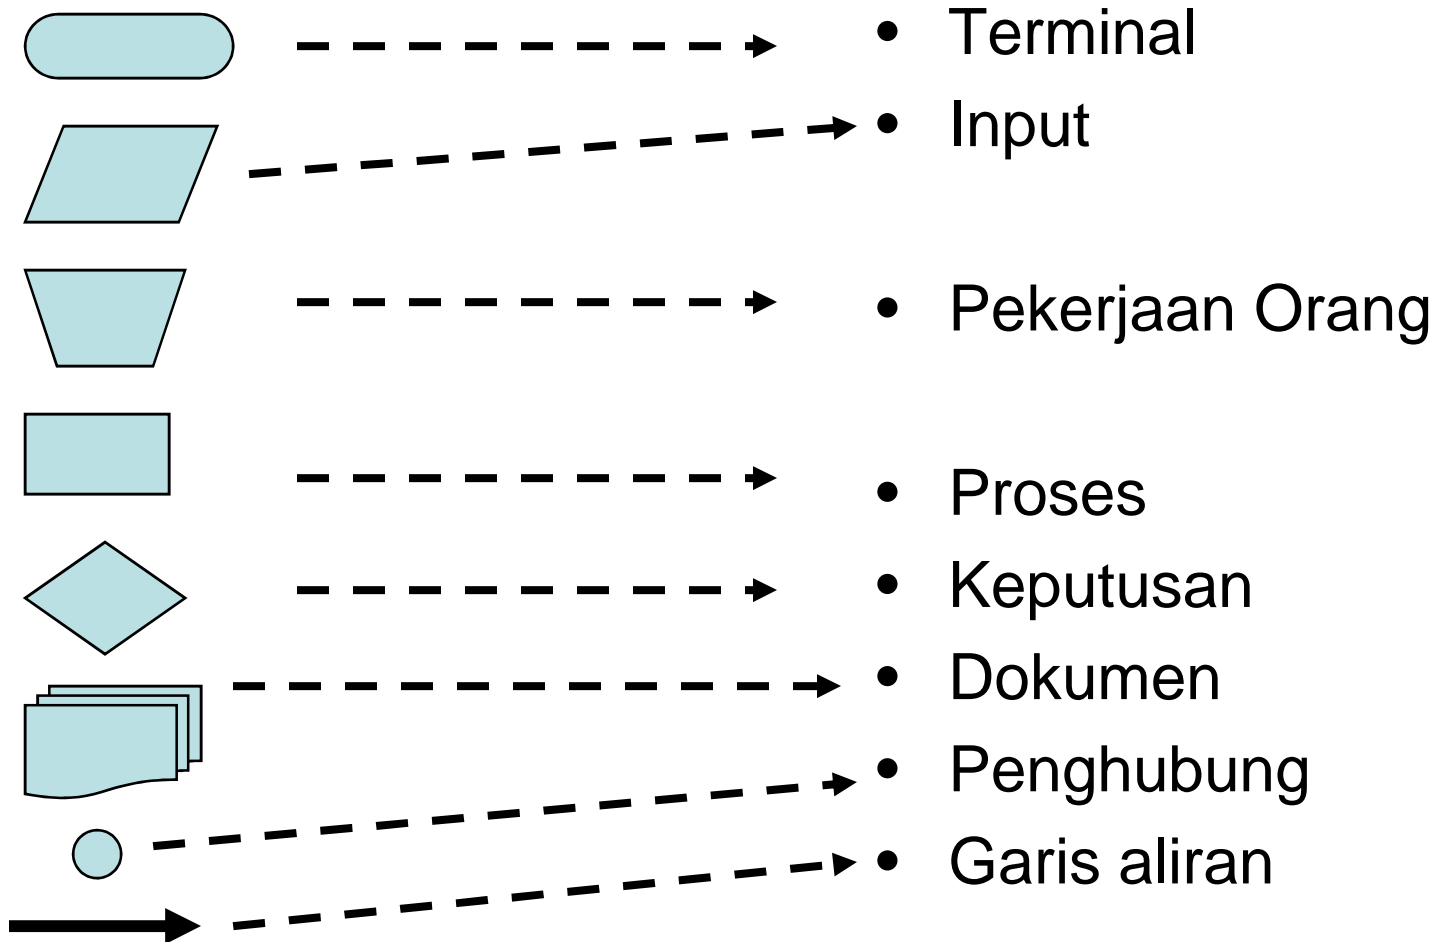 • Terminal
• Input
• Pekerjaan Orang
• Proses
• Keputusan
• Dokumen
• Penghubung
• Garis aliran